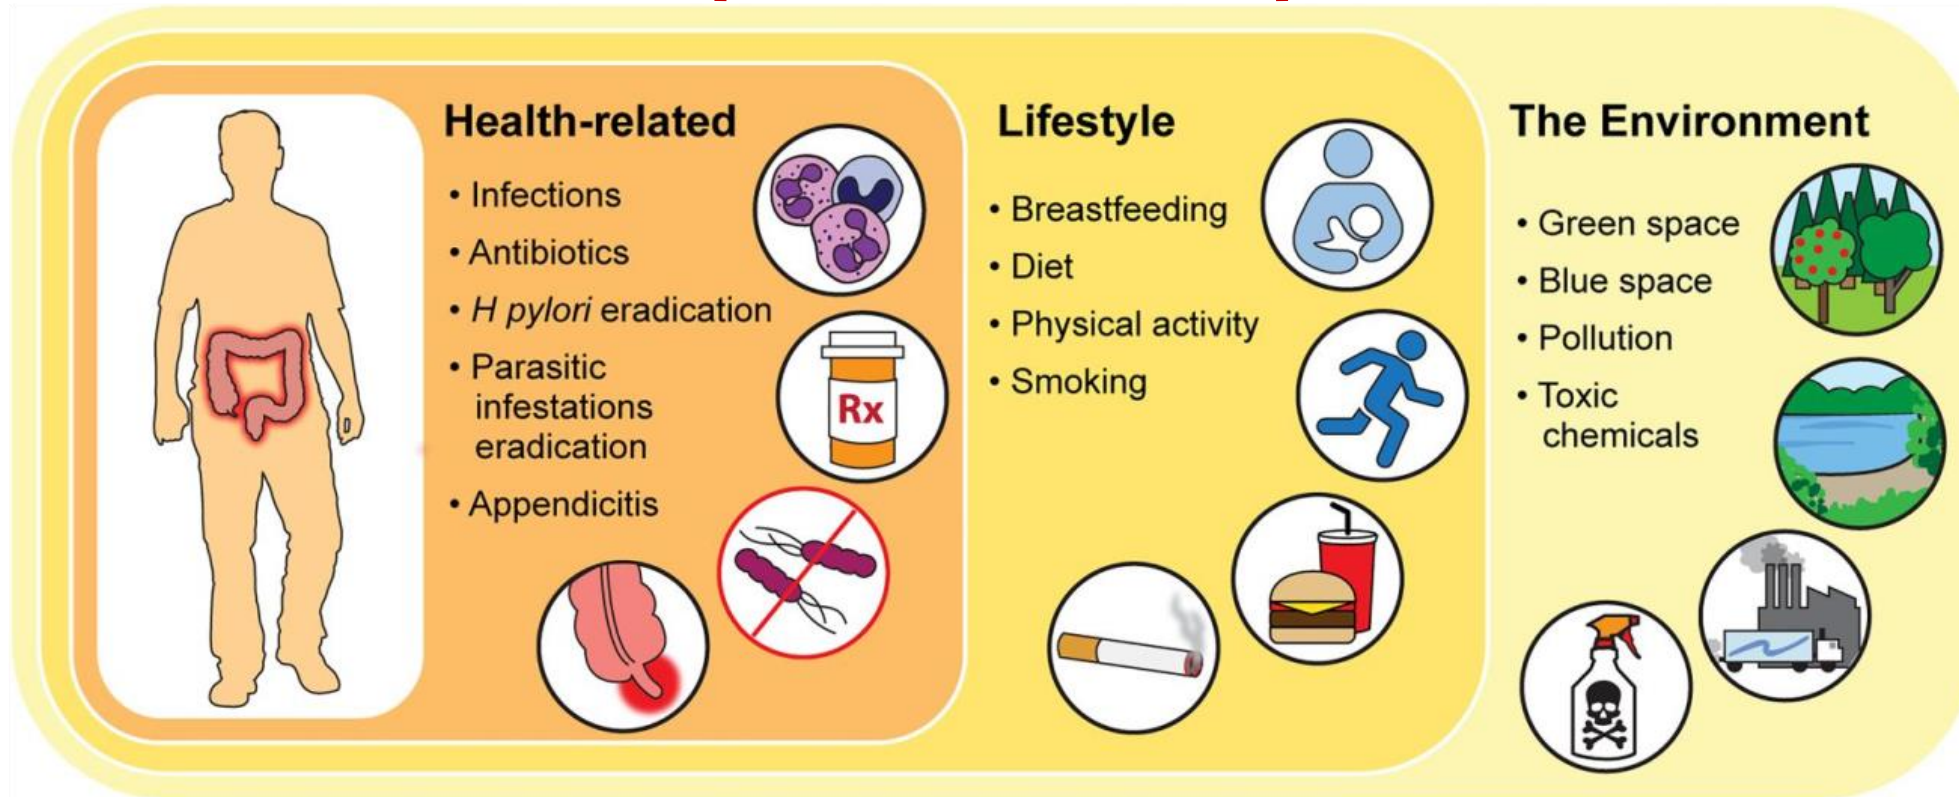 Health-related
• Infections
• Antibiotics
• H pylori eradication
• Parasitic
infestations
eradication
• Appendicitis
Rx
Lifestyle
• Breastfeeding
• Diet
• Physical activity
• Smoking
The Environment
• Green space
• Blue space
• Pollution
• Toxic
chemicals